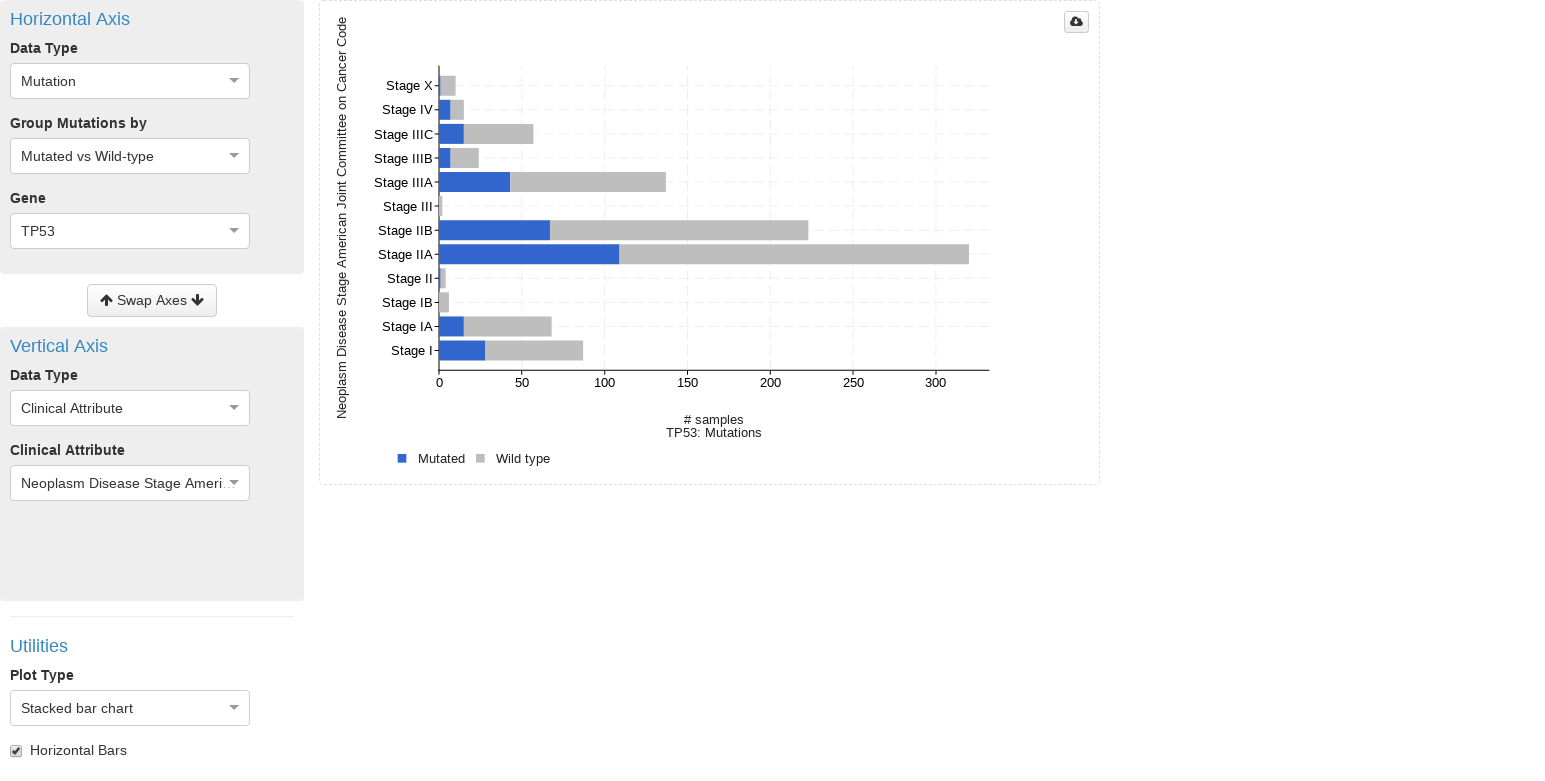 Horizontal Axis
Data Type
Mutation
Group Mutations by
Mutated vs Wild-type
Gene
TP53
Swap Axes
Vertical Axis
Data Type
Clinical Attribute
Clinical Attribute
Neoplasm Disease Stage Ameri...
Utilities
Plot Type
Stacked bar chart
Horizontal Bars
Neoplasm Disease Stage American Joint Committee on Cancer Code
Stage X
Stage IV
Stage IIIC
Stage IIIB
Stage IIIA
Stage III
Stage IIB
Stage IIA
Stage II
Stage IB
Stage IA
Stage I
0 50 100 150 200 250 300
# samples
TP53: Mutations
Mutated Wild type